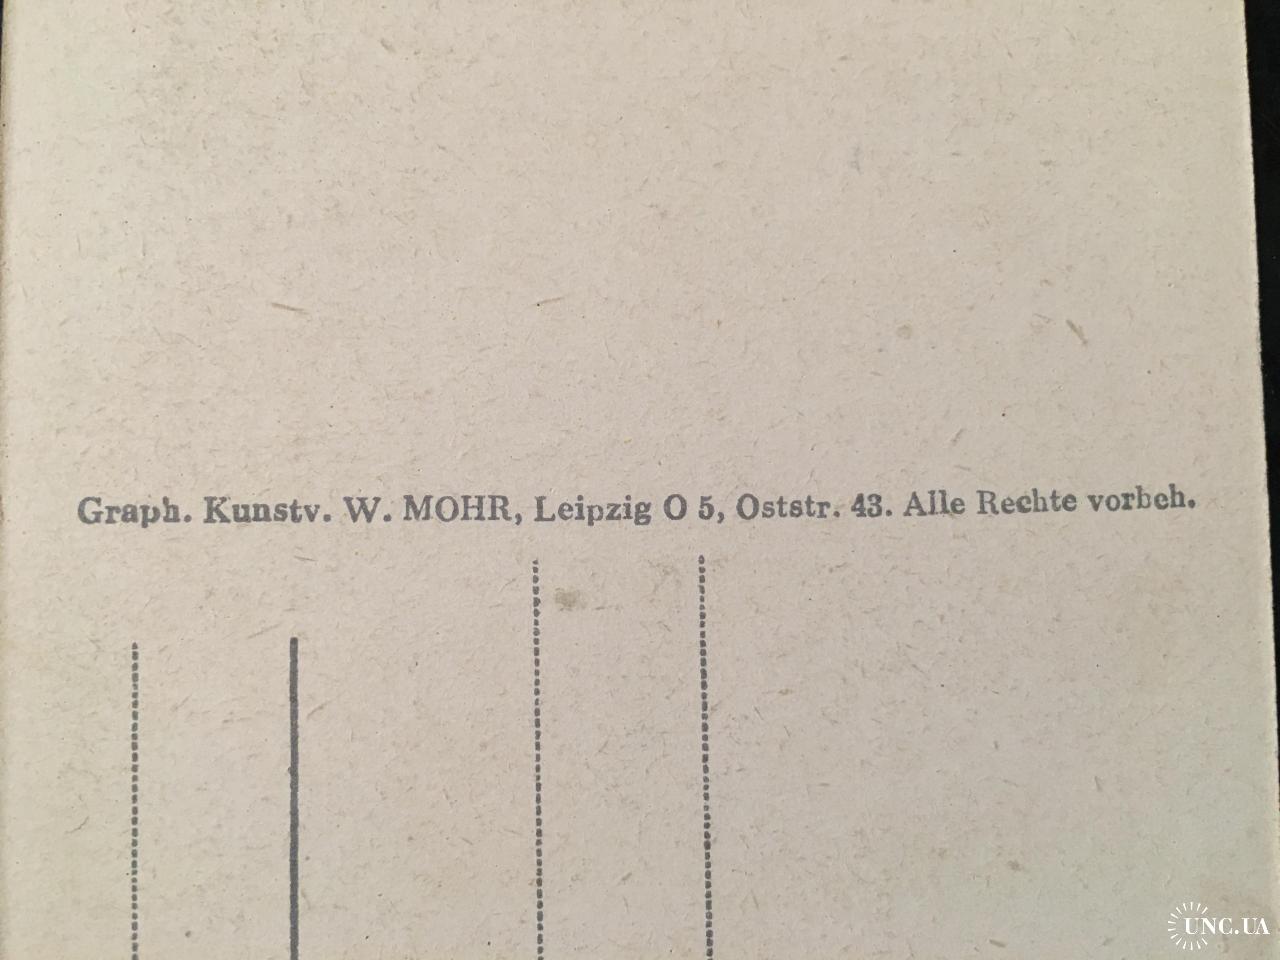 Graph. Kunstv. W. MOHR, Leipzig O 5, Oststr. 43. Alle Rechte vorbeh.
UNC.UA